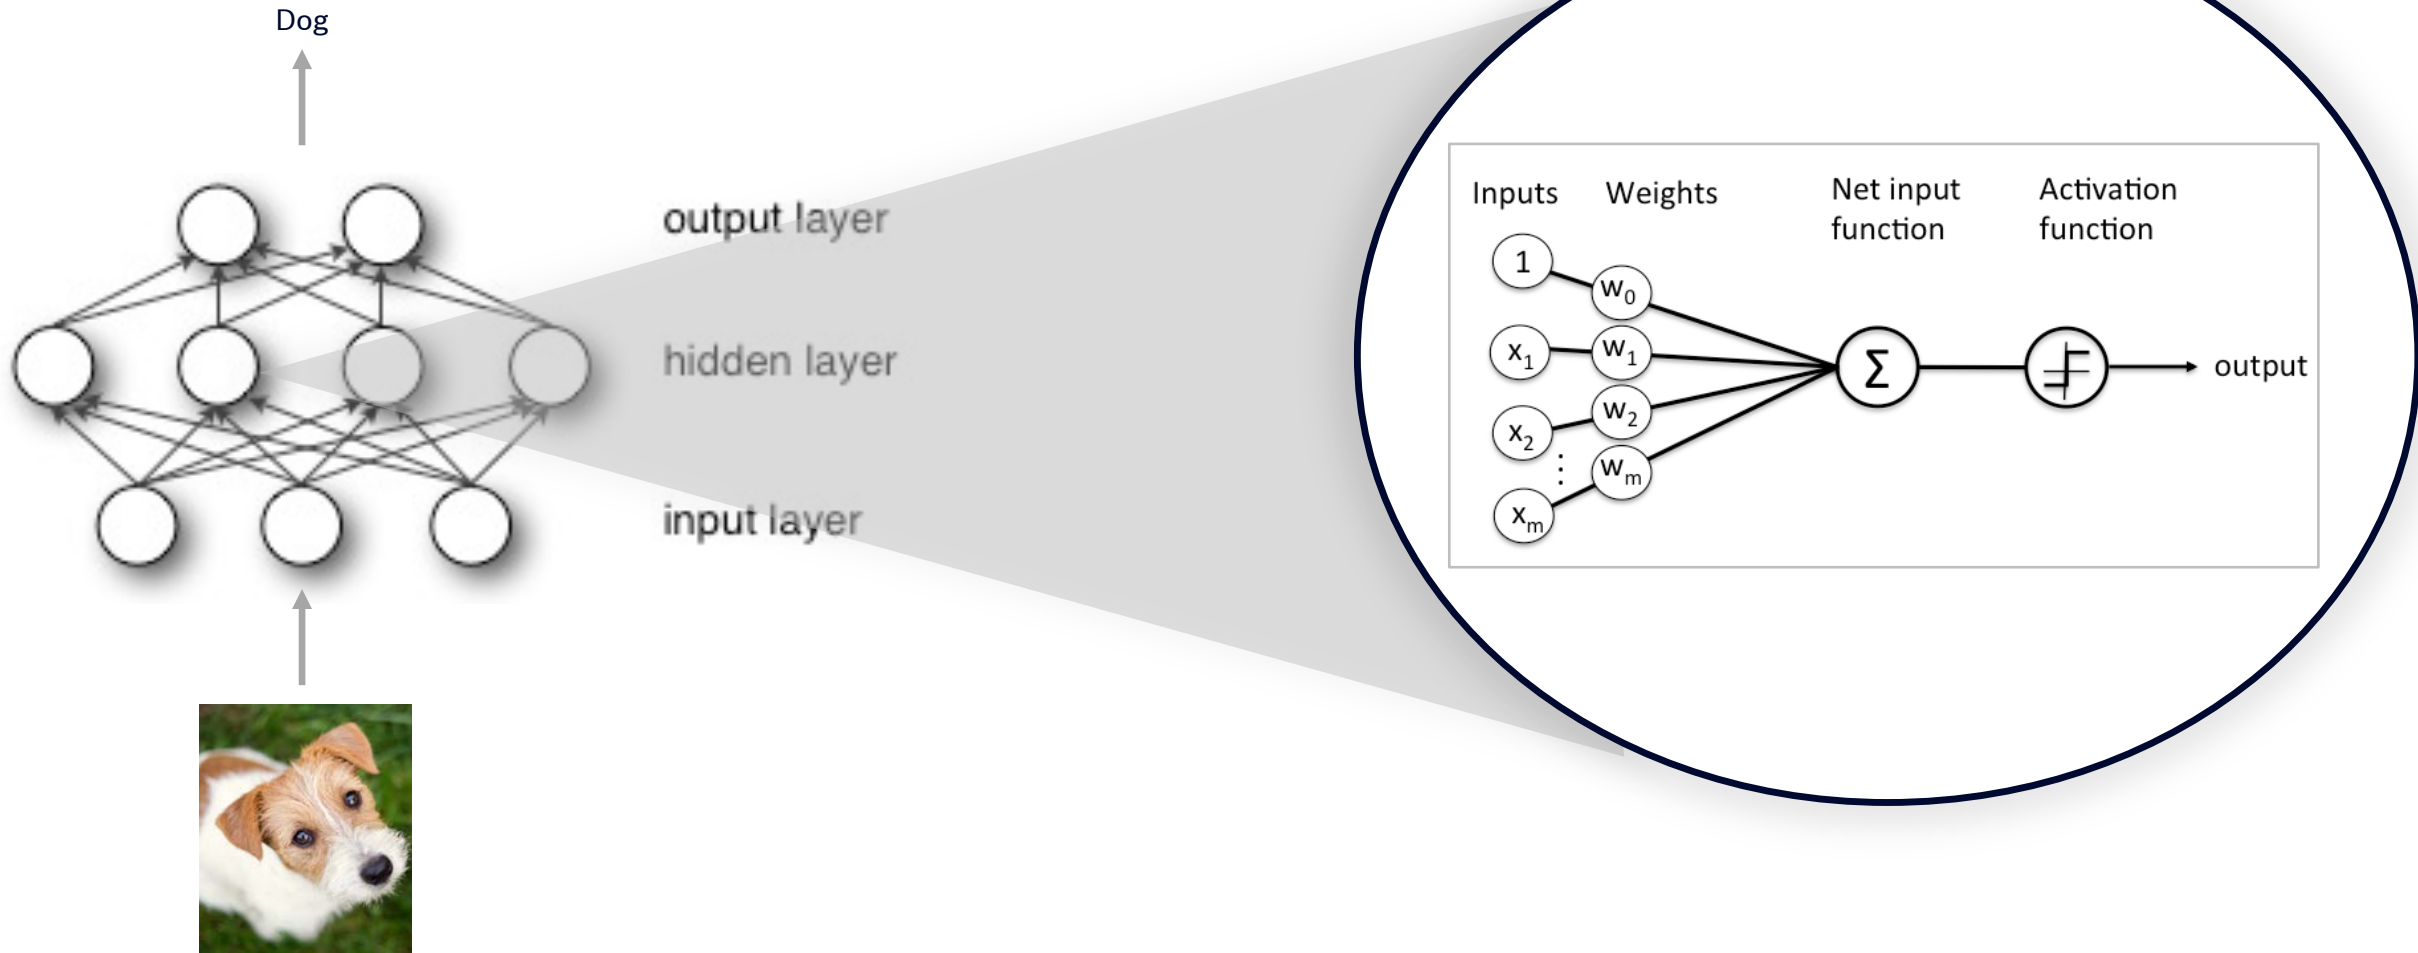 Dog
output layer
hidden layer
input layer
Inputs Weights Net input function Activation function
1
w0
x1
w1
x2
w2
⋮
wm
xm
Σ
output